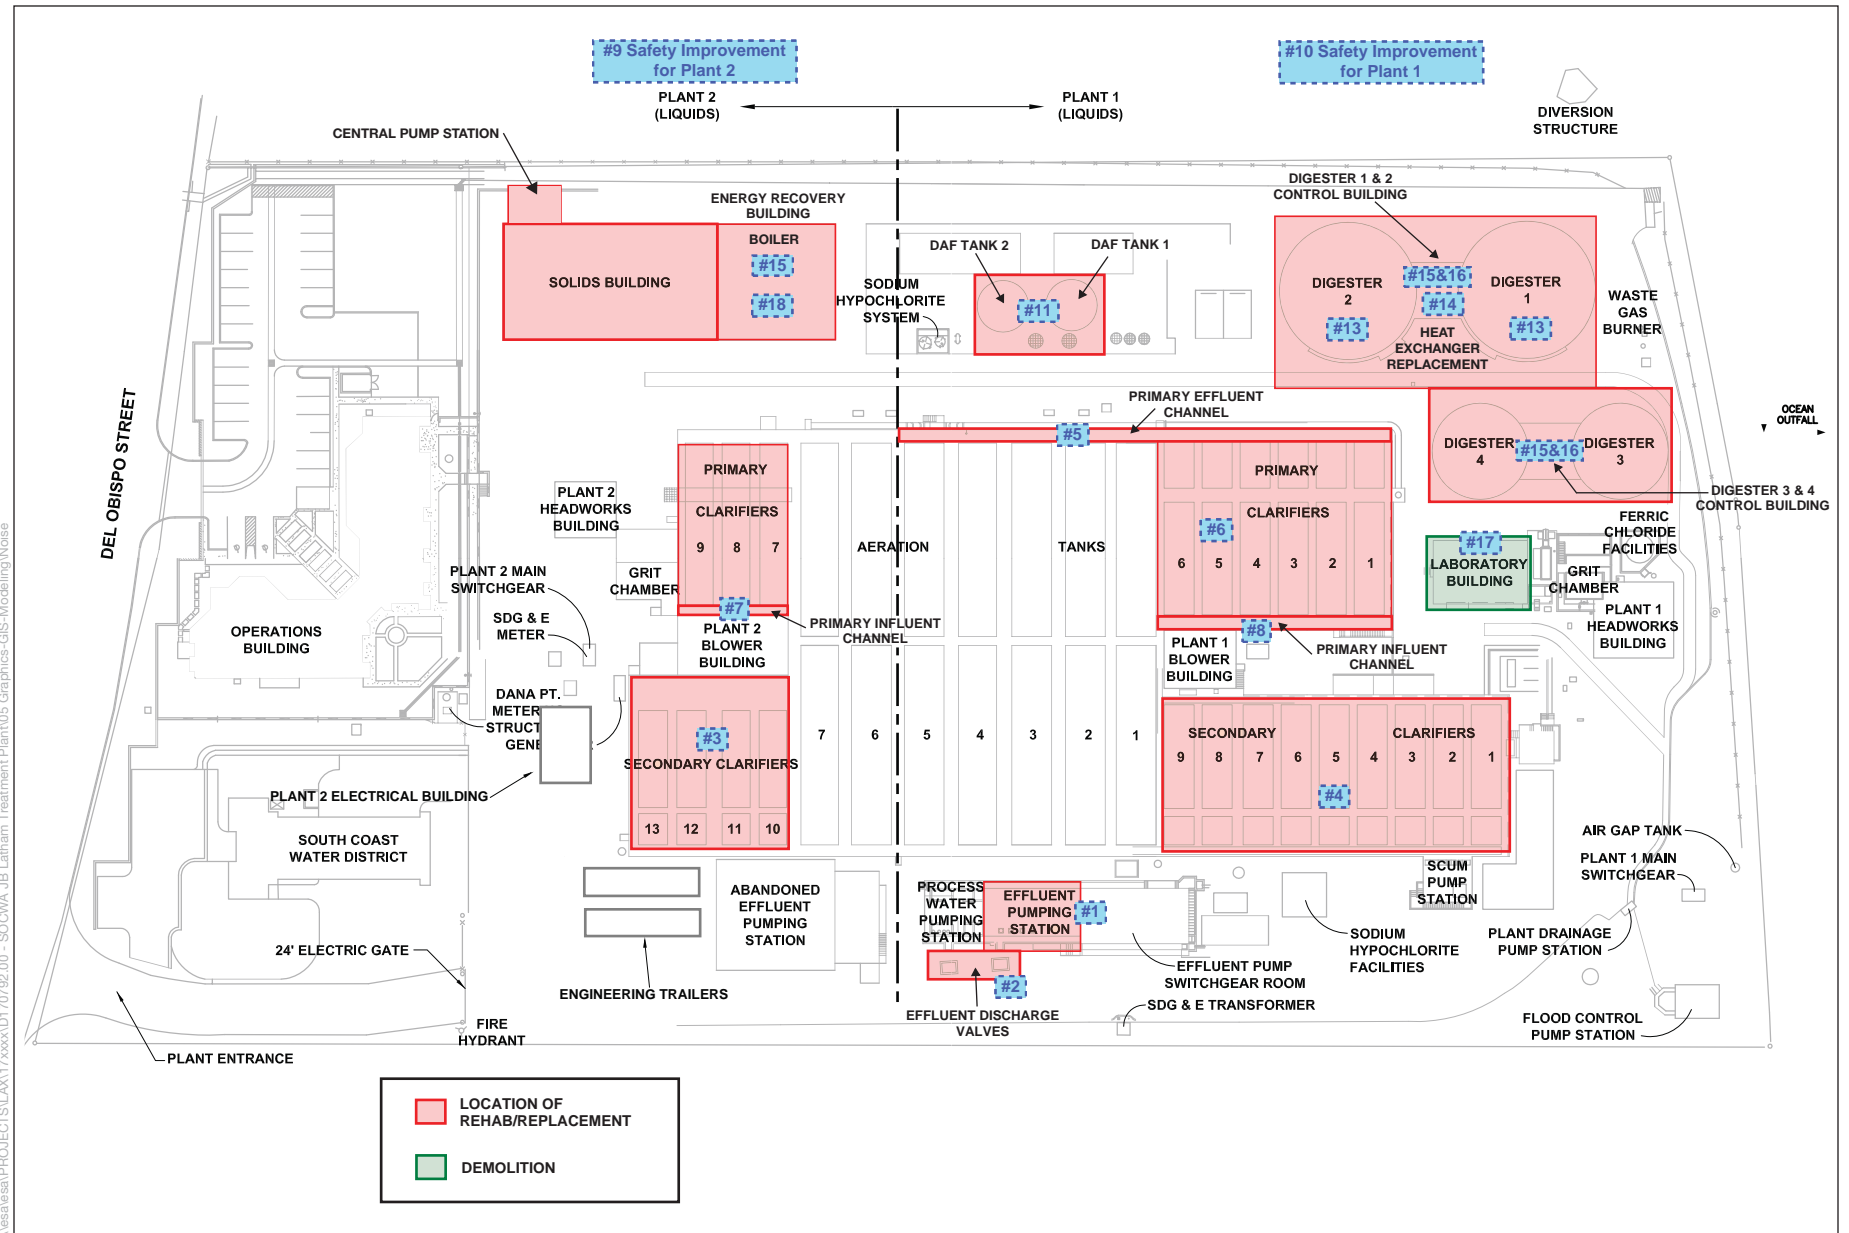 #9 Safety Improvement
for Plant 2
#10 Safety Improvement
for Plant 1
PLANT 2
(LIQUIDS)
PLANT 1
(LIQUIDS)
DIVERSION
STRUCTURE
CENTRAL PUMP STATION
ENERGY RECOVERY
BUILDING
BOILER
#15
#18
SOLIDS BUILDING
SODIUM
HYPOCHLORITE
SYSTEM
DAF TANK 2
DAF TANK 1
#11
DIGESTER 1 & 2
CONTROL BUILDING
DIGESTER
2
#13
#15&16
#14
HEAT
EXCHANGER
REPLACEMENT
DIGESTER
1
#13
WASTE
GAS
BURNER
OCEAN
OUTFALL
DEL OBISPO STREET
PRIMARY EFFLUENT
CHANNEL
#5
DIGESTER
4
#15&16
DIGESTER
3
DIGESTER 3 & 4
CONTROL BUILDING
PLANT 2
HEADWORKS
BUILDING
PRIMARY
CLARIFIERS
9 8 7
GRIT
CHAMBER
AERATION TANKS
PRIMARY
CLARIFIERS
#6
6 5 4 3 2 1
#17
LABORATORY
BUILDING
FERRIC
CHLORIDE
FACILITIES
GRIT
CHAMBER
PLANT 1
HEADWORKS
BUILDING
PLANT 2 MAIN
SWITCHGEAR
SDG & E
METER
#7
PRIMARY INFLUENT
CHANNEL
PLANT 2
BLOWER
BUILDING
#8
PRIMARY INFLUENT
CHANNEL
PLANT 1
BLOWER
BUILDING
OPERATIONS
BUILDING
DANA PT.
METER
STRUCT
GENE
#3
SECONDARY CLARIFIERS
13 12 11 10
7 6 5 4 3 2 1
SECONDARY CLARIFIERS
9 8 7 6 5 4 3 2 1
#4
PLANT 2 ELECTRICAL BUILDING
SOUTH COAST
WATER DISTRICT
AIR GAP TANK
PLANT 1 MAIN
SWITCHGEAR
SCUM
PUMP
STATION
ABANDONED
EFFLUENT
PUMPING
STATION
PROCESS
WATER
PUMPING
STATION
EFFLUENT
PUMPING
STATION
#1
24' ELECTRIC GATE
ENGINEERING TRAILERS
#2
EFFLUENT DISCHARGE
VALVES
EFFLUENT PUMP
SWITCHGEAR ROOM
SODIUM
HYPOCHLORITE
FACILITIES
PLANT DRAINAGE
PUMP STATION
SDG & E TRANSFORMER
FLOOD CONTROL
PUMP STATION
FIRE
HYDRANT
PLANT ENTRANCE
LOCATION OF
REHAB/REPLACEMENT
DEMOLITION